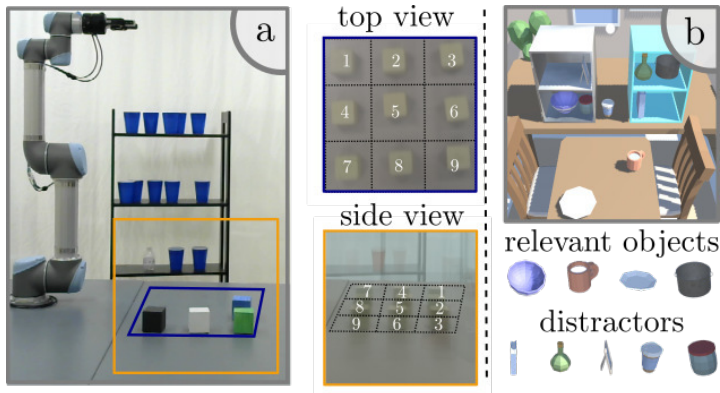 a
top view
1 2 3
4 5 6
7 8 9
side view
7 4 1
8 5 2
9 6 3
b
relevant objects
distractors